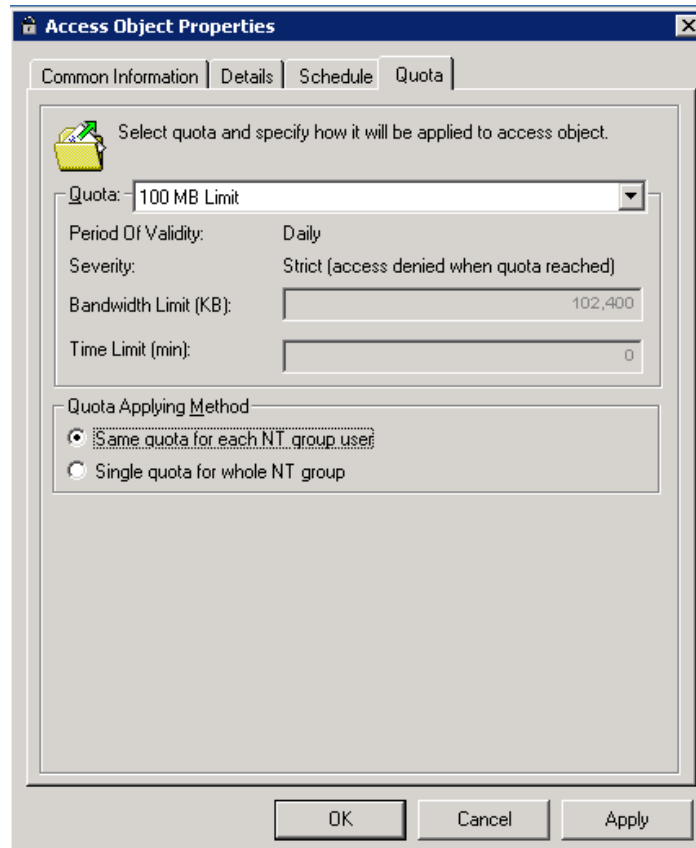 Access Object Properties
Common Information Details Schedule Quota
Select quota and specify how it will be applied to access object.
Quota: 100 MB Limit
Period Of Validity: Daily
Severity: Strict (access denied when quota reached)
Bandwidth Limit (KB): 102,400
Time Limit (min): 0
Quota Applying Method
Same quota for each NT group user
Single quota for whole NT group
OK Cancel Apply